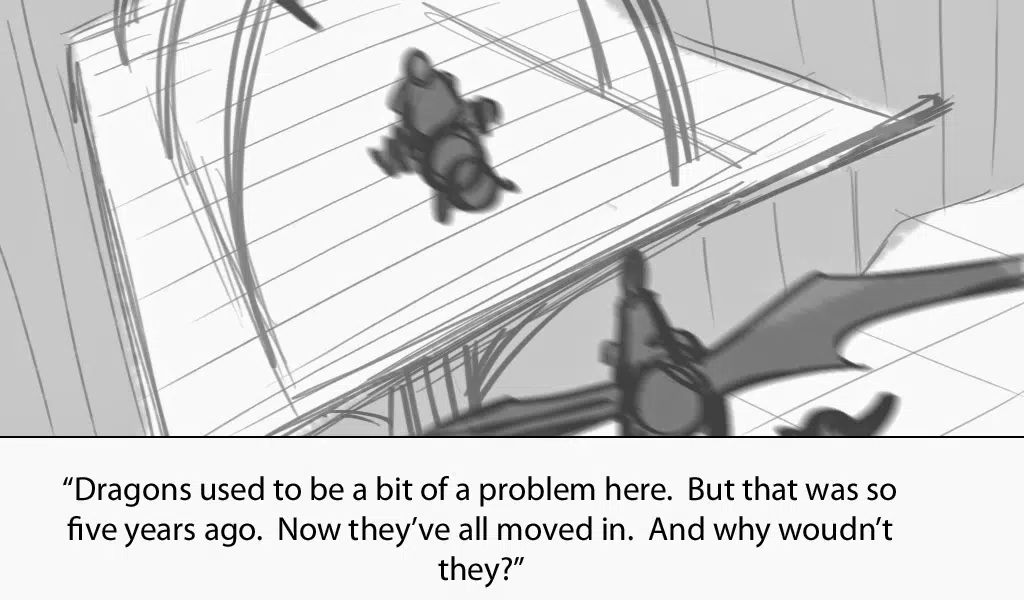 “Dragons used to be a bit of a problem here.  But that was so
five years ago.  Now they’ve all moved in.  And why woudn’t
they?”